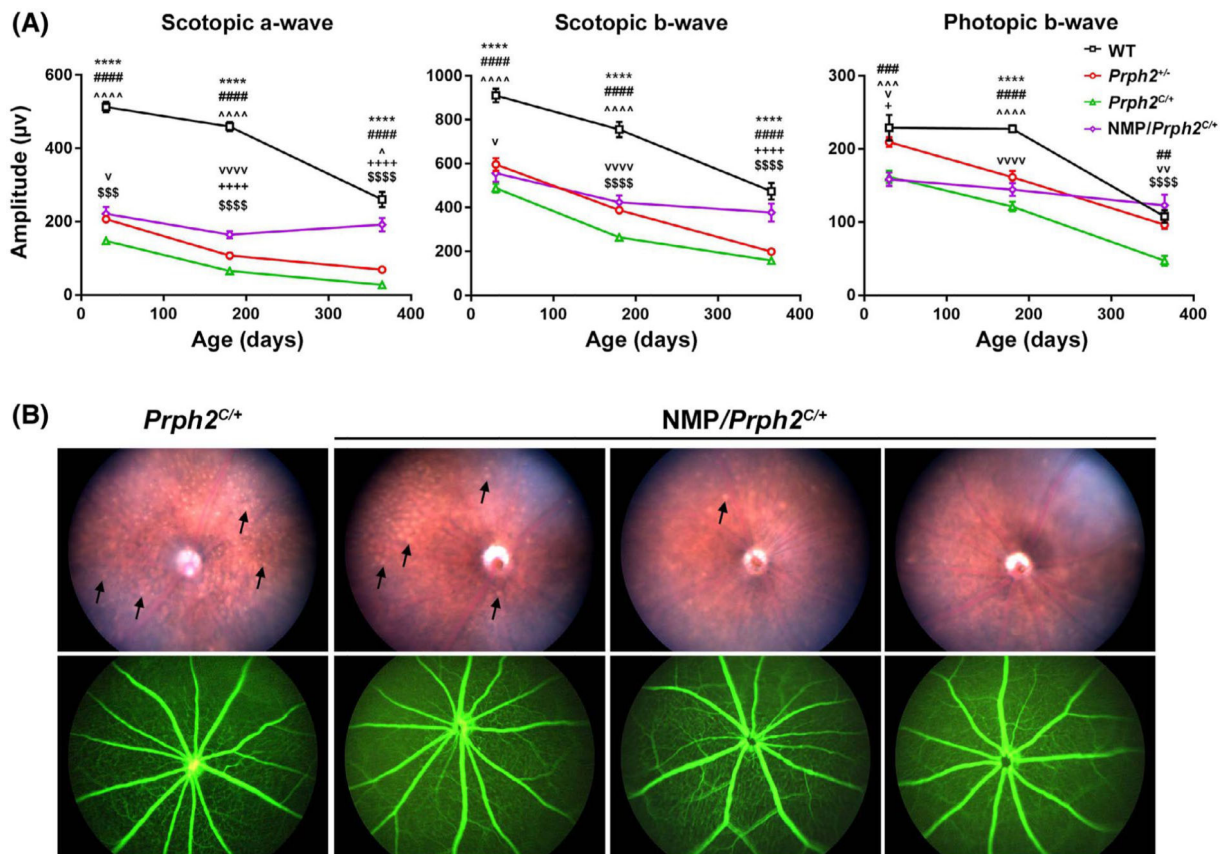 (A)
Scotopic a-wave
Amplitude (μv)
600
400
200
0
****
####
^^^^
v
$$$
****
####
^^^^
vvvv
++++
$$$$
****
####
^
++++
$$$$
0 100 200 300 400
Age (days)
Scotopic b-wave
1000
800
600
400
200
0
****
####
^^^^
v
****
####
^^^^
vvvv
$$$$
****
####
++++
$$$$
0 100 200 300 400
Age (days)
Photopic b-wave
300
200
100
0
###
^^^
v
+
****
####
^^^^
vvvv
##
vv
$$$$
0 100 200 300 400
Age (days)
WT
Prph2+/-
Prph2C/+
NMP/Prph2C/+
(B)
Prph2C/+
NMP/Prph2C/+